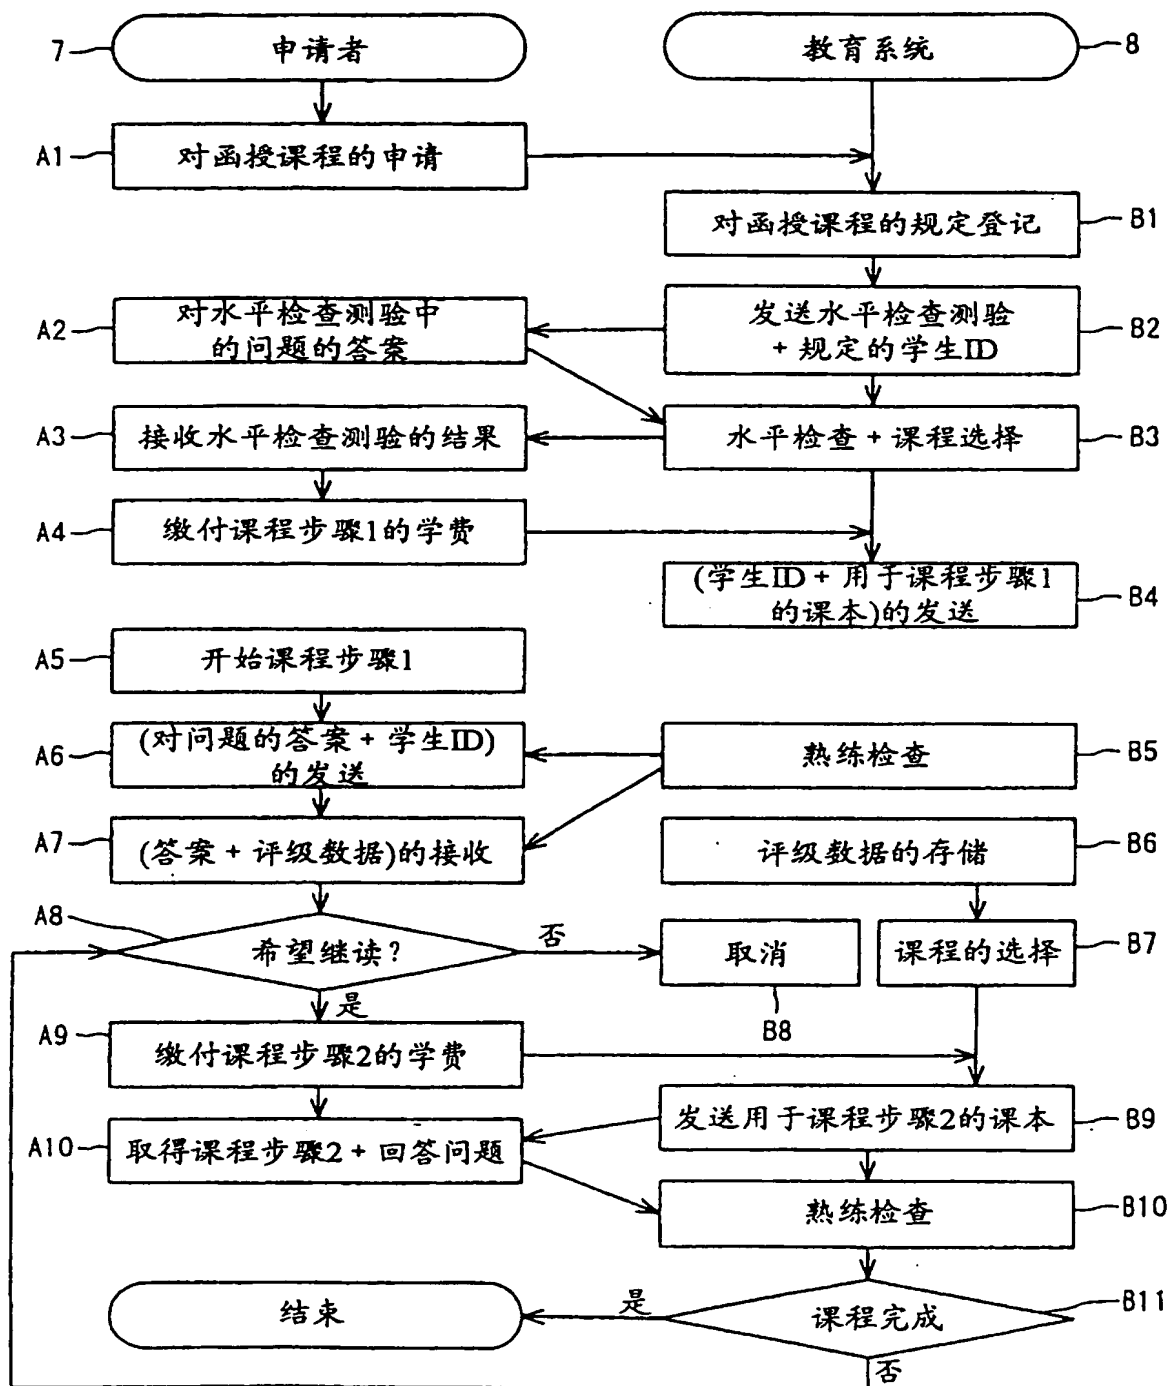 7
申请者
教育系统
8
A1
对函授课程的申请
对函授课程的规定登记
B1
A2
对水平检查测验中
的问题的答案
发送水平检查测验
+ 规定的学生ID
B2
A3
接收水平检查测验的结果
水平检查 + 课程选择
B3
A4
缴付课程步骤1的学费
(学生ID + 用于课程步骤1
的课本)的发送
B4
A5
开始课程步骤1
A6
(对问题的答案 + 学生ID)
的发送
熟练检查
B5
A7
(答案 + 评级数据)的接收
评级数据的存储
B6
A8
希望继读?
否
取消
课程的选择
B7
是
B8
A9
缴付课程步骤2的学费
发送用于课程步骤2的课本
B9
A10
取得课程步骤2 + 回答问题
熟练检查
B10
结束
是
课程完成
B11
否